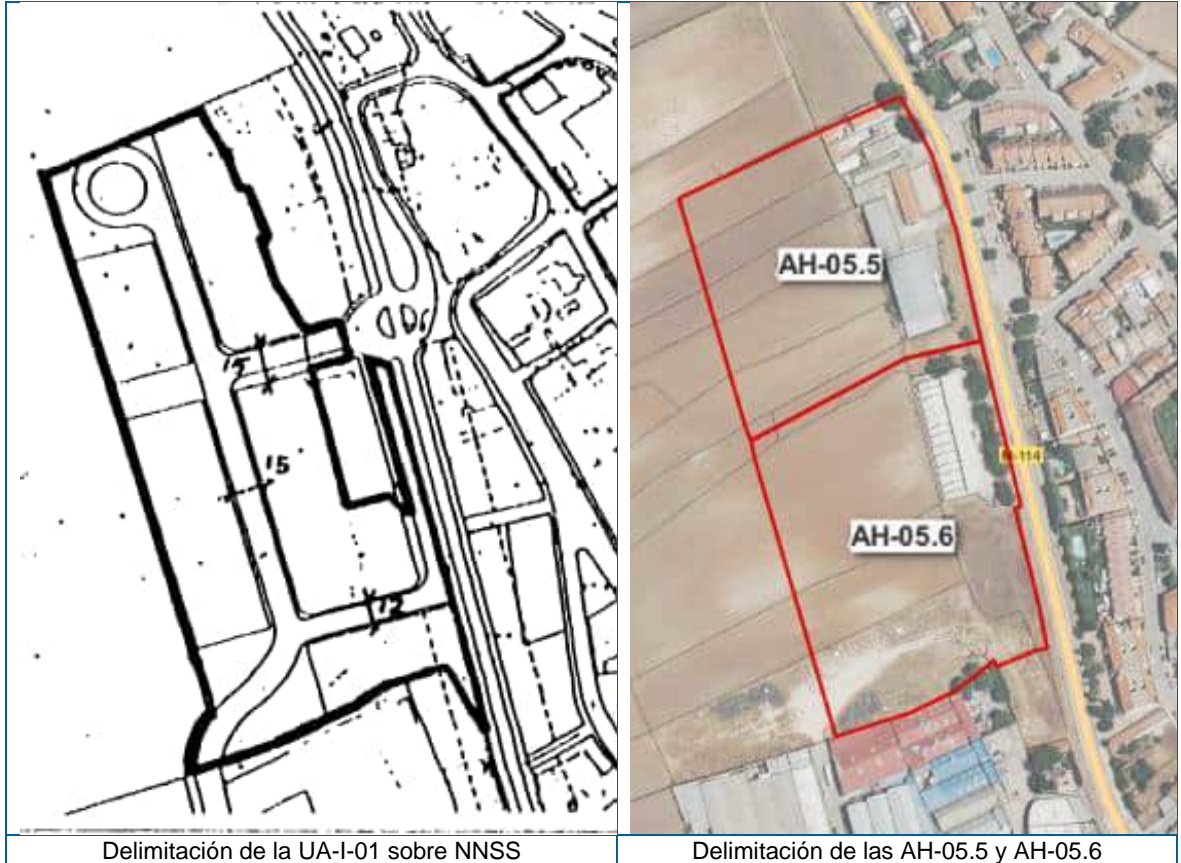 15
15
12
Delimitación de la UA-I-01 sobre NNSS
AH-05.5
M-114
AH-05.6
Delimitación de las AH-05.5 y AH-05.6